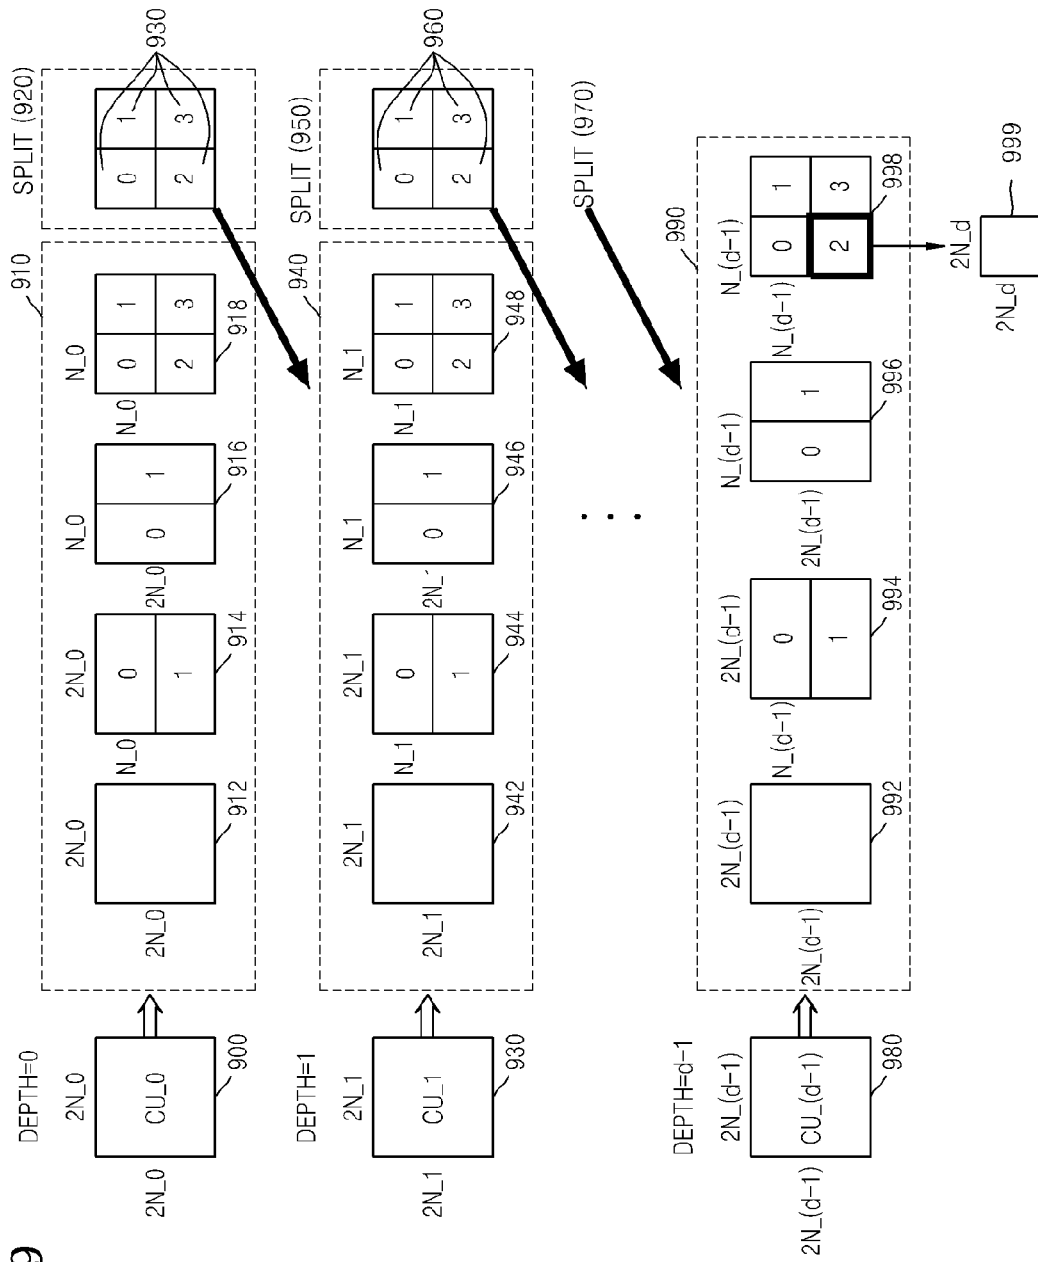 DEPTH=0
910
SPLIT (920)
2N_0
2N_0
2N_0
N_0
N_0
CU_0
0
1
0
1
0
1
2
3
0
1
2
3
2N_0
2N_0
N_0
2N_0
N_0
900
912
914
916
918
930
DEPTH=1
940
SPLIT (950)
2N_1
2N_1
2N_1
N_1
N_1
CU_1
0
1
0
1
0
1
2
3
0
1
2
3
2N_1
2N_1
N_1
N_1
930
942
944
946
948
960
. . .
SPLIT (970)
DEPTH=d-1
990
2N_(d-1)
2N_(d-1)
2N_(d-1)
N_(d-1)
N_(d-1)
CU_(d-1)
0
1
0
1
0
1
2
3
2N_(d-1)
2N_(d-1)
N_(d-1)
2N_(d-1)
N_(d-1)
980
992
994
996
998
2N_d
2N_d
999